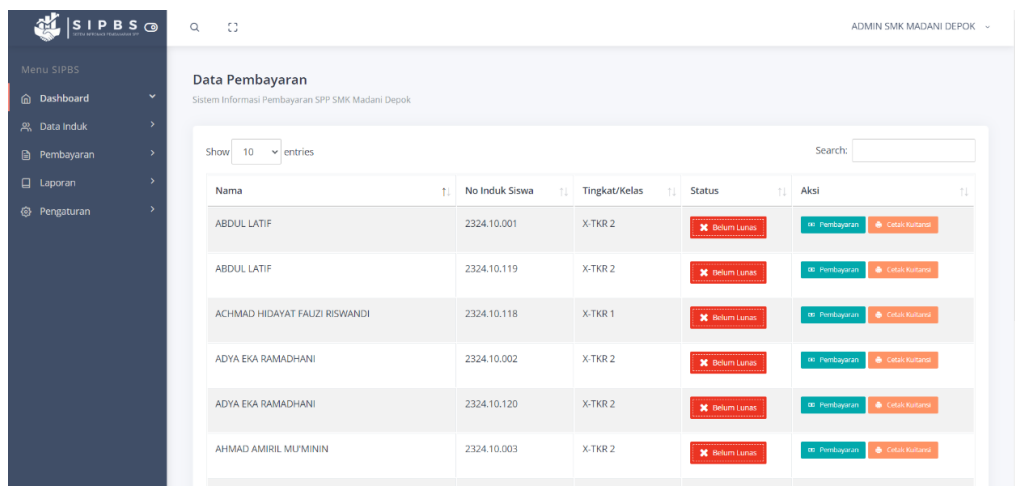 SIPBS
ADMIN SMK MADANI DEPOK
Menu SIPBS
Dashboard
Data Induk
Pembayaran
Laporan
Pengaturan
Data Pembayaran
Sistem Informasi Pembayaran SPP SMK Madani Depok
Show 10 entries Search:
Nama No Induk Siswa Tingkat/Kelas Status Aksi
ABDUL LATIF 2324.10.001 X-TKR 2 Belum Lunas Pembayaran Cetak Kuitansi
ABDUL LATIF 2324.10.119 X-TKR 2 Belum Lunas Pembayaran Cetak Kuitansi
ACHMAD HIDAYAT FAUZI RISWANDI 2324.10.118 X-TKR 1 Belum Lunas Pembayaran Cetak Kuitansi
ADYA EKA RAMADHANI 2324.10.002 X-TKR 2 Belum Lunas Pembayaran Cetak Kuitansi
ADYA EKA RAMADHANI 2324.10.120 X-TKR 2 Belum Lunas Pembayaran Cetak Kuitansi
AHMAD AMIRIL MU'MININ 2324.10.003 X-TKR 2 Belum Lunas Pembayaran Cetak Kuitansi